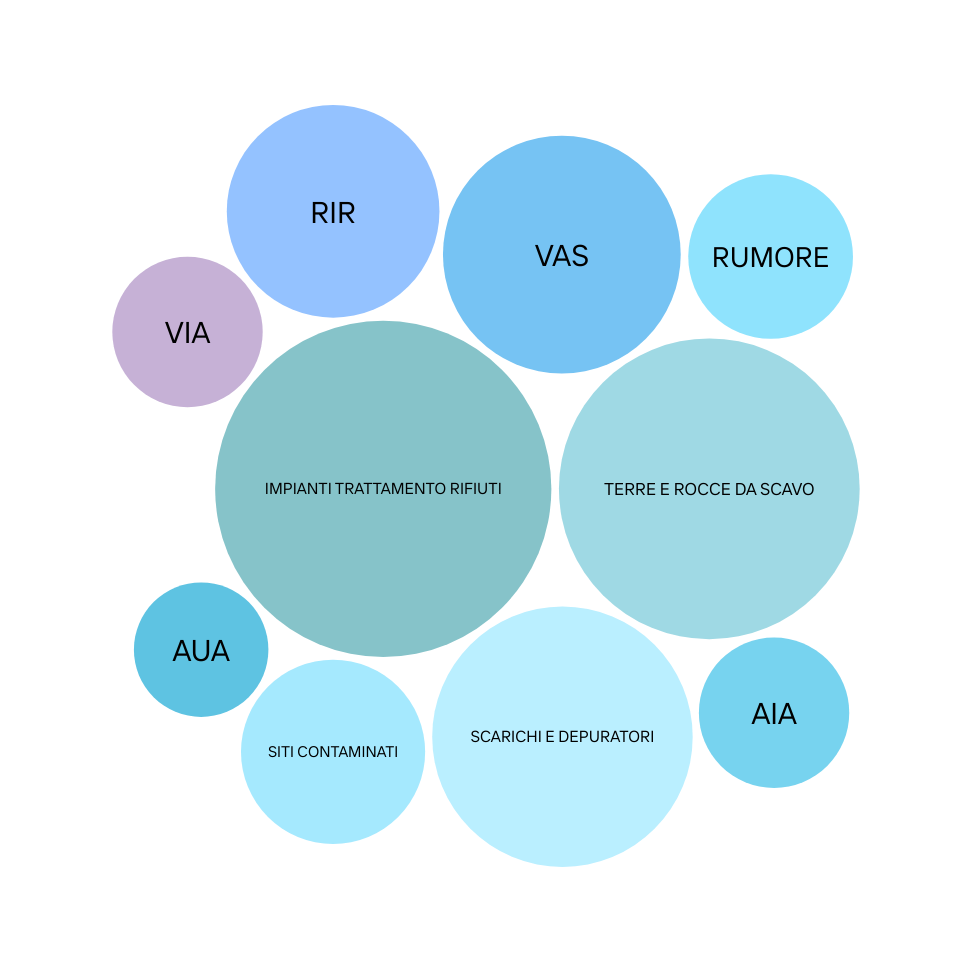 RIR
VAS
RUMORE
VIA
IMPIANTI TRATTAMENTO RIFIUTI
TERRE E ROCCE DA SCAVO
AUA
SITI CONTAMINATI
SCARICHI E DEPURATORI
AIA